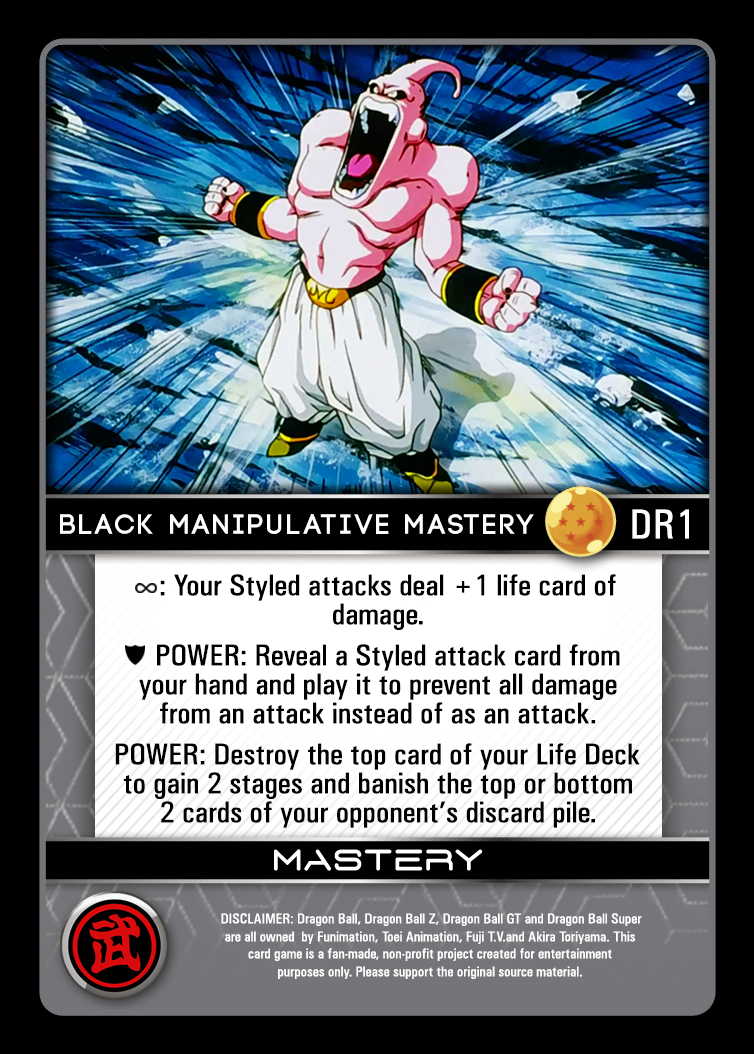 BLACK MANIPULATIVE MASTERY DR1
∞: Your Styled attacks deal +1 life card of
damage.
POWER: Reveal a Styled attack card from
your hand and play it to prevent all damage
from an attack instead of as an attack.
POWER: Destroy the top card of your Life Deck
to gain 2 stages and banish the top or bottom
2 cards of your opponent's discard pile.
MASTERY
武
DISCLAIMER: Dragon Ball, Dragon Ball Z, Dragon Ball GT and Dragon Ball Super
are all owned by Funimation, Toei Animation, Fuji T.V.and Akira Toriyama. This
card game is a fan-made, non-profit project created for entertainment
purposes only. Please support the original source material.